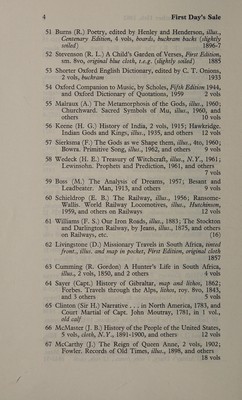 4
First Day's Sale
51 Burns (R.) Poetry, edited by Henley and Henderson, illus.,
Centenary Edition, 4 vols, boards, buckram backs (slightly
soiled)
1896-7
52 Stevenson (R. L.) A Child's Garden of Verses, First Edition,
sm. 8vo, original blue cloth, t.e.g. (slightly soiled)
1885
53 Shorter Oxford English Dictionary, edited by C. T. Onions,
2 vols, buckram
1933
54 Oxford Companion to Music, by Scholes, Fifth Edition 1944,
and Oxford Dictionary of Quotations, 1959
2 vols
55 Mairaux (A.) The Metamorphosis of the Gods, illus., 1960;
Churchward. Sacred Symbols of Mu, illus., 1960, and
others
10 vols
56 Keene (H. G.) History of India, 2 vols, 1915; Hawkridge.
Indian Gods and Kings, illus., 1935, and others
12 vols
57 Sierksma (F.) The Gods as we Shape them, illus., 4to, 1960;
Bowra. Primitive Song, illus., 1962, and others
9 vols
58 Wedeck (H. E.) Treasury of Witchcraft, illus., N.Y., 1961;
Lewinsohn. Prophets and Prediction, 1961, and others
7 vols
59 Boss (M.) The Analysis of Dreams, 1957; Besant and
Leadbeater. Man, 1913, and others
9 vols
60 Schieldrop (E. B.) The Railway, illus., 1956; Ransome-
Wallis. World Railway Locomotives, illus., Hutchinson,
1959, and others on Railways
12 vols
61 Williams (F. S.) Our Iron Roads, illus., 1883; The Stockton
and Darlington Railway, by Jeans, illus., 1875, and others
on Railways, etc.
(16)
62 Livingstone (D.) Missionary Travels in South Africa, tinted
front., illus. and map in pocket, First Edition, original cloth
1857
63 Cumming (R. Gordon) A Hunter's Life in South Africa,
illus., 2 vols, 1850, and 2 others
4 vols
64 Sayer (Capt.) History of Gibraltar, map and lithos, 1862;
Forbes. Travels through the Alps, lithos, roy. 8vo, 1843,
and 3 others
5 vols
65 Clinton (Sir H.) Narrative . . . in North America, 1783, and
Court Martial of Capt. John Moutray, 1781, in 1 vol.,
old calf
66 McMaster (J. B.) History of the People of the United States,
5 vols, cloth, N.Y., 1891-1900, and others
12 vols
67 McCarthy (J.) The Reign of Queen Anne, 2 vols, 1902;
Fowler. Records of Old Times, illus., 1898, and others
18 vols